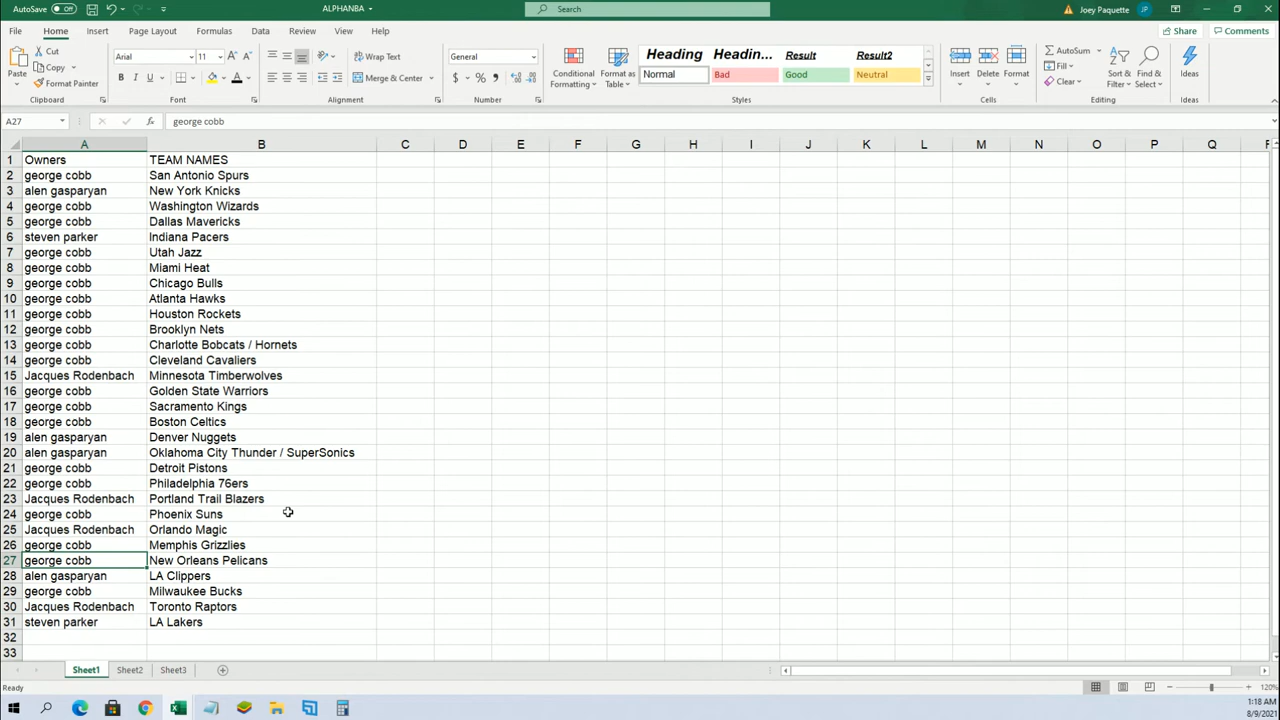 AutoSave Off ALPHANBA Search Joey Paquette JP
File Home Insert Page Layout Formulas Data Review View Help Share Comments
Paste Cut Copy Format Painter Clipboard
Arial 11 A A B I U A Font
Wrap Text Merge & Center Alignment
General $ % Number
Conditional Formatting Format as Table
Heading Headin... Result Result2
Normal Bad Good Neutral Styles
Insert Delete Format Cells
AutoSum Fill Clear Sort & Filter Find & Select Editing
Ideas Ideas
A27 fx george cobb
A B C D E F G H I J K L M N O P Q
1 Owners TEAM NAMES
2 george cobb San Antonio Spurs
3 alen gasparyan New York Knicks
4 george cobb Washington Wizards
5 george cobb Dallas Mavericks
6 steven parker Indiana Pacers
7 george cobb Utah Jazz
8 george cobb Miami Heat
9 george cobb Chicago Bulls
10 george cobb Atlanta Hawks
11 george cobb Houston Rockets
12 george cobb Brooklyn Nets
13 george cobb Charlotte Bobcats / Hornets
14 george cobb Cleveland Cavaliers
15 Jacques Rodenbach Minnesota Timberwolves
16 george cobb Golden State Warriors
17 george cobb Sacramento Kings
18 george cobb Boston Celtics
19 alen gasparyan Denver Nuggets
20 alen gasparyan Oklahoma City Thunder / SuperSonics
21 george cobb Detroit Pistons
22 george cobb Philadelphia 76ers
23 Jacques Rodenbach Portland Trail Blazers
24 george cobb Phoenix Suns
25 Jacques Rodenbach Orlando Magic
26 george cobb Memphis Grizzlies
27 george cobb New Orleans Pelicans
28 alen gasparyan LA Clippers
29 george cobb Milwaukee Bucks
30 Jacques Rodenbach Toronto Raptors
31 steven parker LA Lakers
32
33
Sheet1 Sheet2 Sheet3
Ready 120%
1:18 AM
8/9/2021